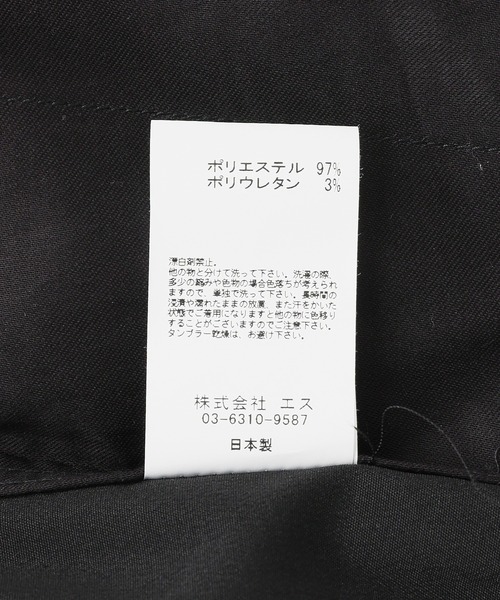 ポリエステル 97%
ポリウレタン 3%
漂白剤禁止。
他の物と分けて洗って下さい。洗濯の際、
多少の縮みや色物の場合色落ちが考えられ
ますので、単独で洗って下さい。長時間の
浸漬や濡れたままの放置、また汗をかいた
状態でご着用になりますと他の物に色移り
することがございますのでご注意下さい。
タンブラー乾燥は、お避け下さい。
株式会社 エス
03-6310-9587
日本製